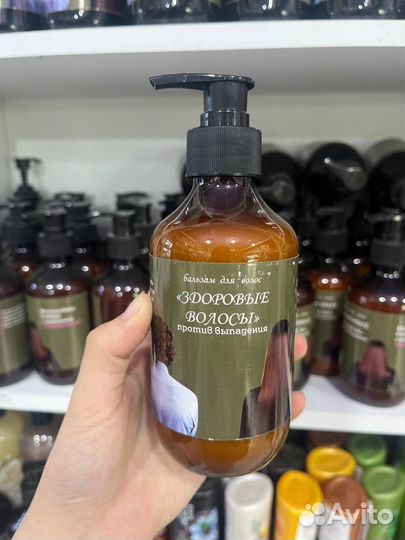 бальзам для волос
«ЗДОРОВЫЕ
ВОЛОСЫ»
против выпадения
Avito